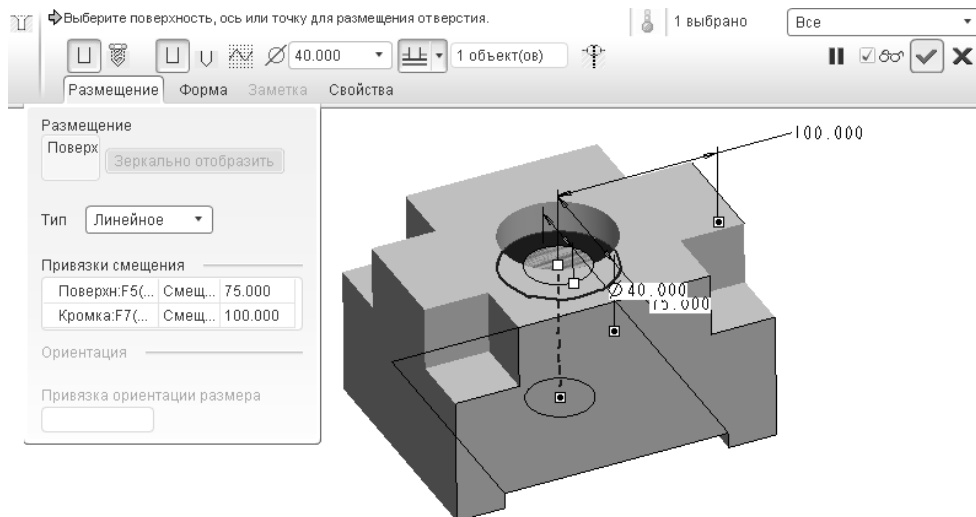 Выберите поверхность, ось или точку для размещения отверстия.
1 выбрано
Все
40.000
1 объект(ов)
Размещение Форма Заметка Свойства
Размещение
Поверх
Зеркально отобразить
Тип Линейное
Привязки смещения
Поверхн:F5(... Смещ... 75.000
Кромка:F7(... Смещ... 100.000
Ориентация
Привязка ориентации размера
100.000
Ø40.000
75.000